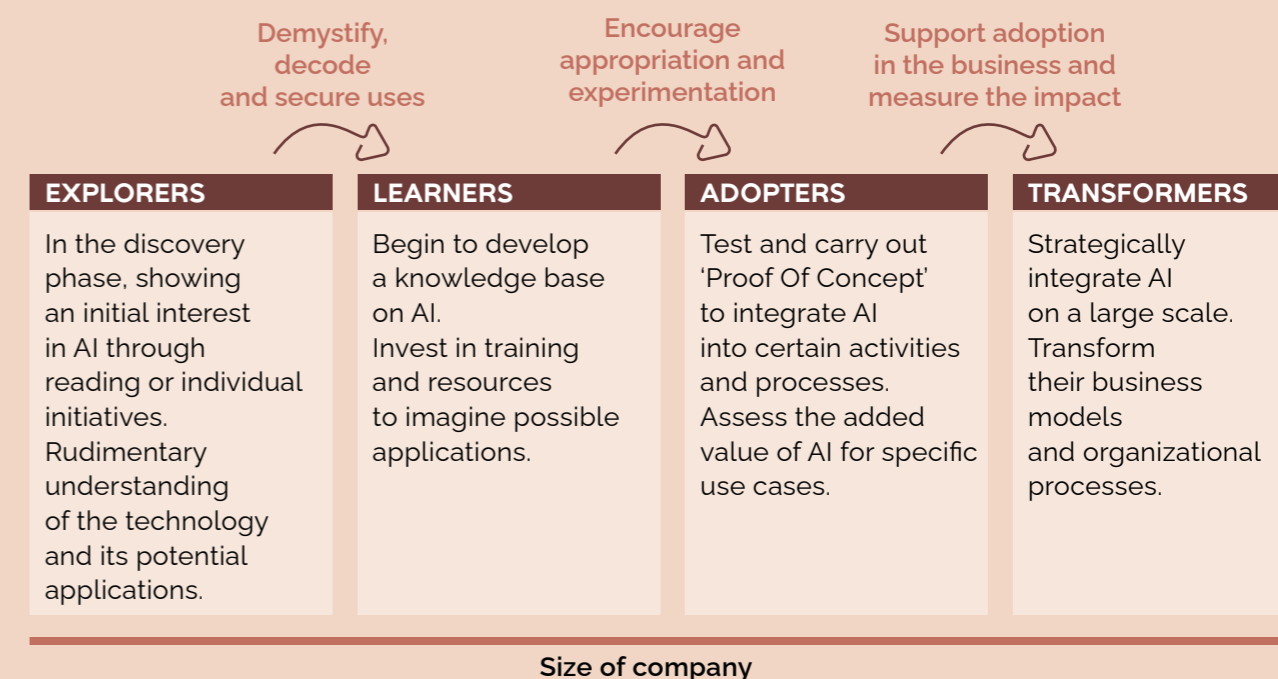 Demystify,
decode
and secure uses
Encourage
appropriation and
experimentation
Support adoption
in the business and
measure the impact
EXPLORERS
In the discovery
phase, showing
an initial interest
in AI through
reading or individual
initiatives.
Rudimentary
understanding
of the technology
and its potential
applications.
LEARNERS
Begin to develop
a knowledge base
on AI.
Invest in training
and resources
to imagine possible
applications.
ADOPTERS
Test and carry out
‘Proof Of Concept’
to integrate AI
into certain activities
and processes.
Assess the added
value of AI for specific
use cases.
TRANSFORMERS
Strategically
integrate AI
on a large scale.
Transform
their business
models
and organizational
processes.
Size of company